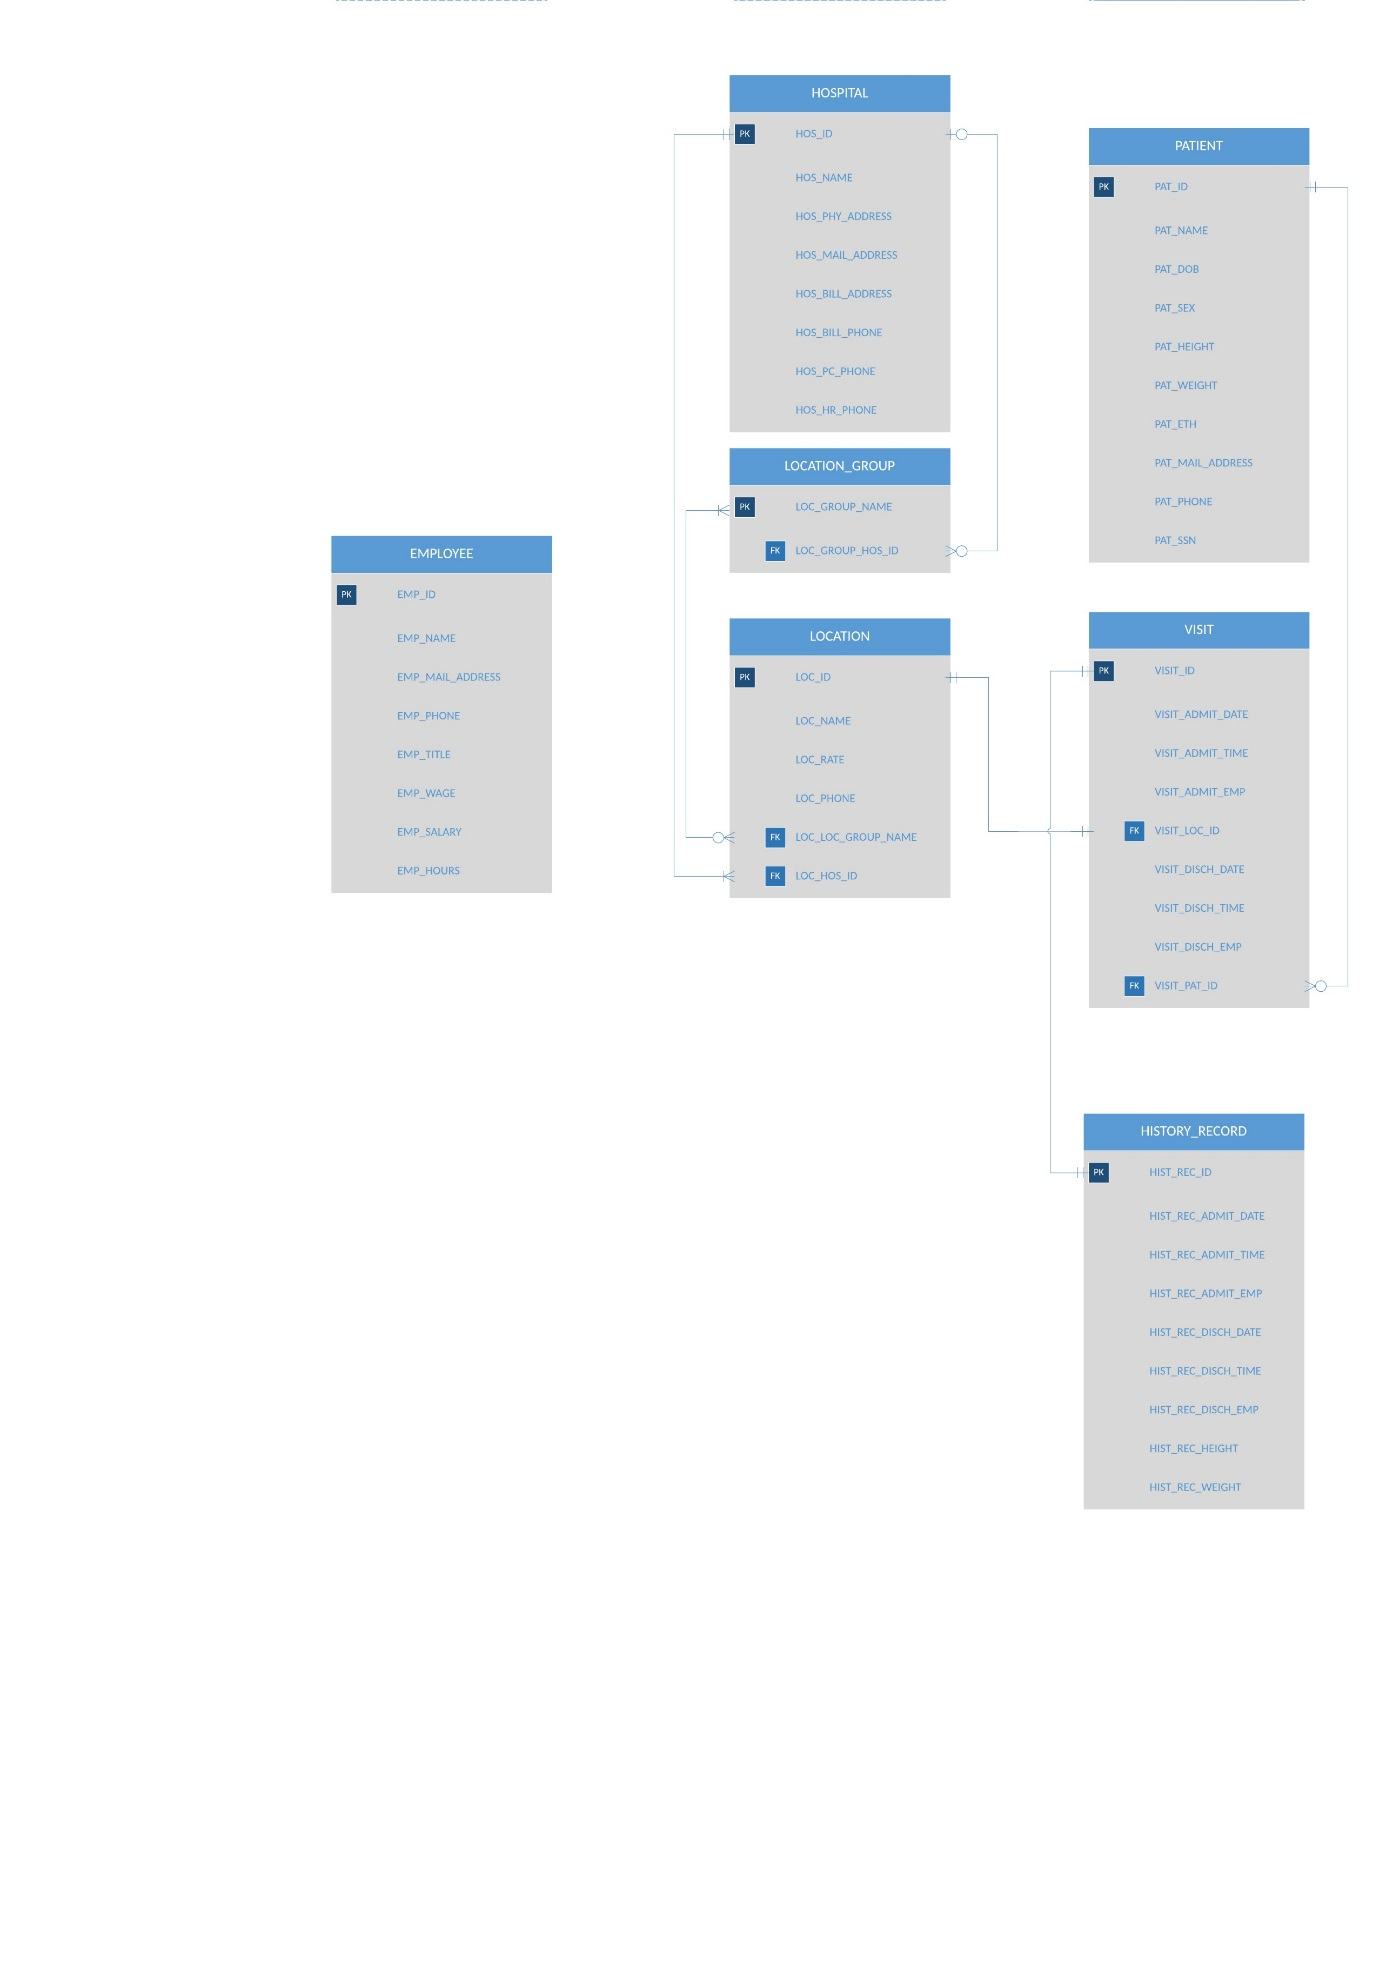 HOSPITAL
PK HOS_ID
HOS_NAME
HOS_PHY_ADDRESS
HOS_MAIL_ADDRESS
HOS_BILL_ADDRESS
HOS_BILL_PHONE
HOS_PC_PHONE
HOS_HR_PHONE
PATIENT
PK PAT_ID
PAT_NAME
PAT_DOB
PAT_SEX
PAT_HEIGHT
PAT_WEIGHT
PAT_ETH
PAT_MAIL_ADDRESS
PAT_PHONE
PAT_SSN
LOCATION_GROUP
PK LOC_GROUP_NAME
FK LOC_GROUP_HOS_ID
EMPLOYEE
PK EMP_ID
EMP_NAME
EMP_MAIL_ADDRESS
EMP_PHONE
EMP_TITLE
EMP_WAGE
EMP_SALARY
EMP_HOURS
LOCATION
PK LOC_ID
LOC_NAME
LOC_RATE
LOC_PHONE
FK LOC_LOC_GROUP_NAME
FK LOC_HOS_ID
VISIT
PK VISIT_ID
VISIT_ADMIT_DATE
VISIT_ADMIT_TIME
VISIT_ADMIT_EMP
FK VISIT_LOC_ID
VISIT_DISCH_DATE
VISIT_DISCH_TIME
VISIT_DISCH_EMP
FK VISIT_PAT_ID
HISTORY_RECORD
PK HIST_REC_ID
HIST_REC_ADMIT_DATE
HIST_REC_ADMIT_TIME
HIST_REC_ADMIT_EMP
HIST_REC_DISCH_DATE
HIST_REC_DISCH_TIME
HIST_REC_DISCH_EMP
HIST_REC_HEIGHT
HIST_REC_WEIGHT